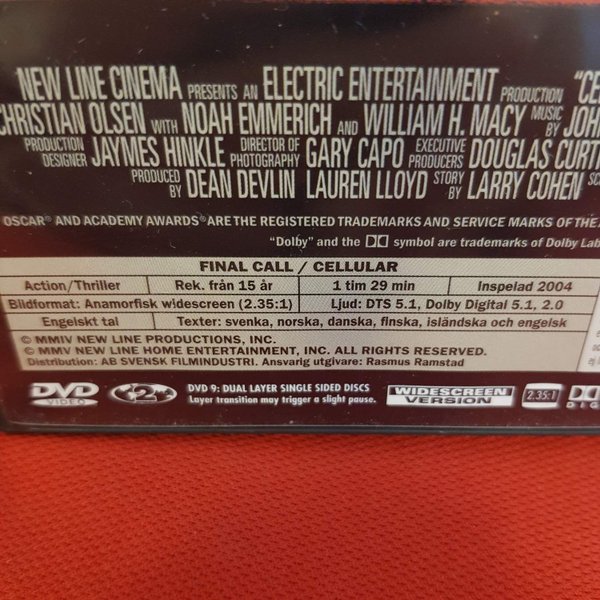 NEW LINE CINEMA PRESENTS AN ELECTRIC ENTERTAINMENT PRODUCTION
CHRISTIAN OLSEN WITH NOAH EMMERICH AND WILLIAM H. MACY MUSIC BY
PRODUCTION DESIGNER JAYMES HINKLE DIRECTOR OF PHOTOGRAPHY GARY CAPO EXECUTIVE PRODUCERS DOUGLAS
PRODUCED BY DEAN DEVLIN LAUREN LLOYD STORY BY LARRY COHEN
OSCAR® AND ACADEMY AWARDS® ARE THE REGISTERED TRADEMARKS AND SERVICE MARKS OF THE
"Dolby" and the symbol are trademarks of Dolby
FINAL CALL / CELLULAR
Action/Thriller Rek. från 15 år 1 tim 29 min Inspelad 2004
Bildformat: Anamorfisk widescreen (2.35:1) Ljud: DTS 5.1, Dolby Digital 5.1, 2.0
Engelskt tal Texter: svenska, norska, danska, finska, isländska och engelsk
© MMIV NEW LINE PRODUCTIONS, INC.
© MMIV NEW LINE HOME ENTERTAINMENT, INC. ALL RIGHTS RESERVED.
Distribution: AB SVENSK FILMINDUSTRI. Ansvarig utgivare: Rasmus Ramstad
DVD VIDEO 2 DVD 9: DUAL LAYER SINGLE SIDED DISCS WIDESCREEN VERSION 2.35:1
Layer transition may trigger a slight pause.